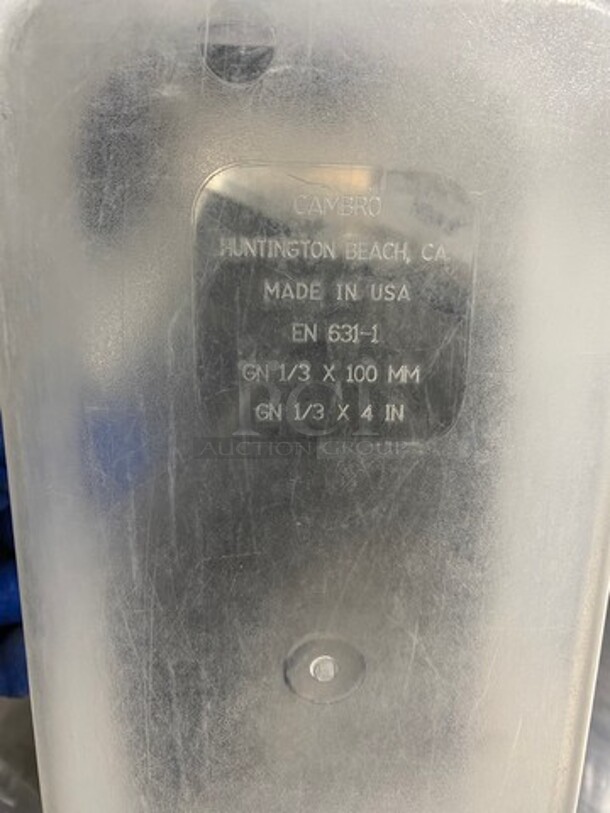 CAMBRO
HUNTINGTON BEACH, CA.
MADE IN USA
EN 631-1
GN 1/3 X 100 MM
GN 1/3 X 4 IN
AUCTION GROUP